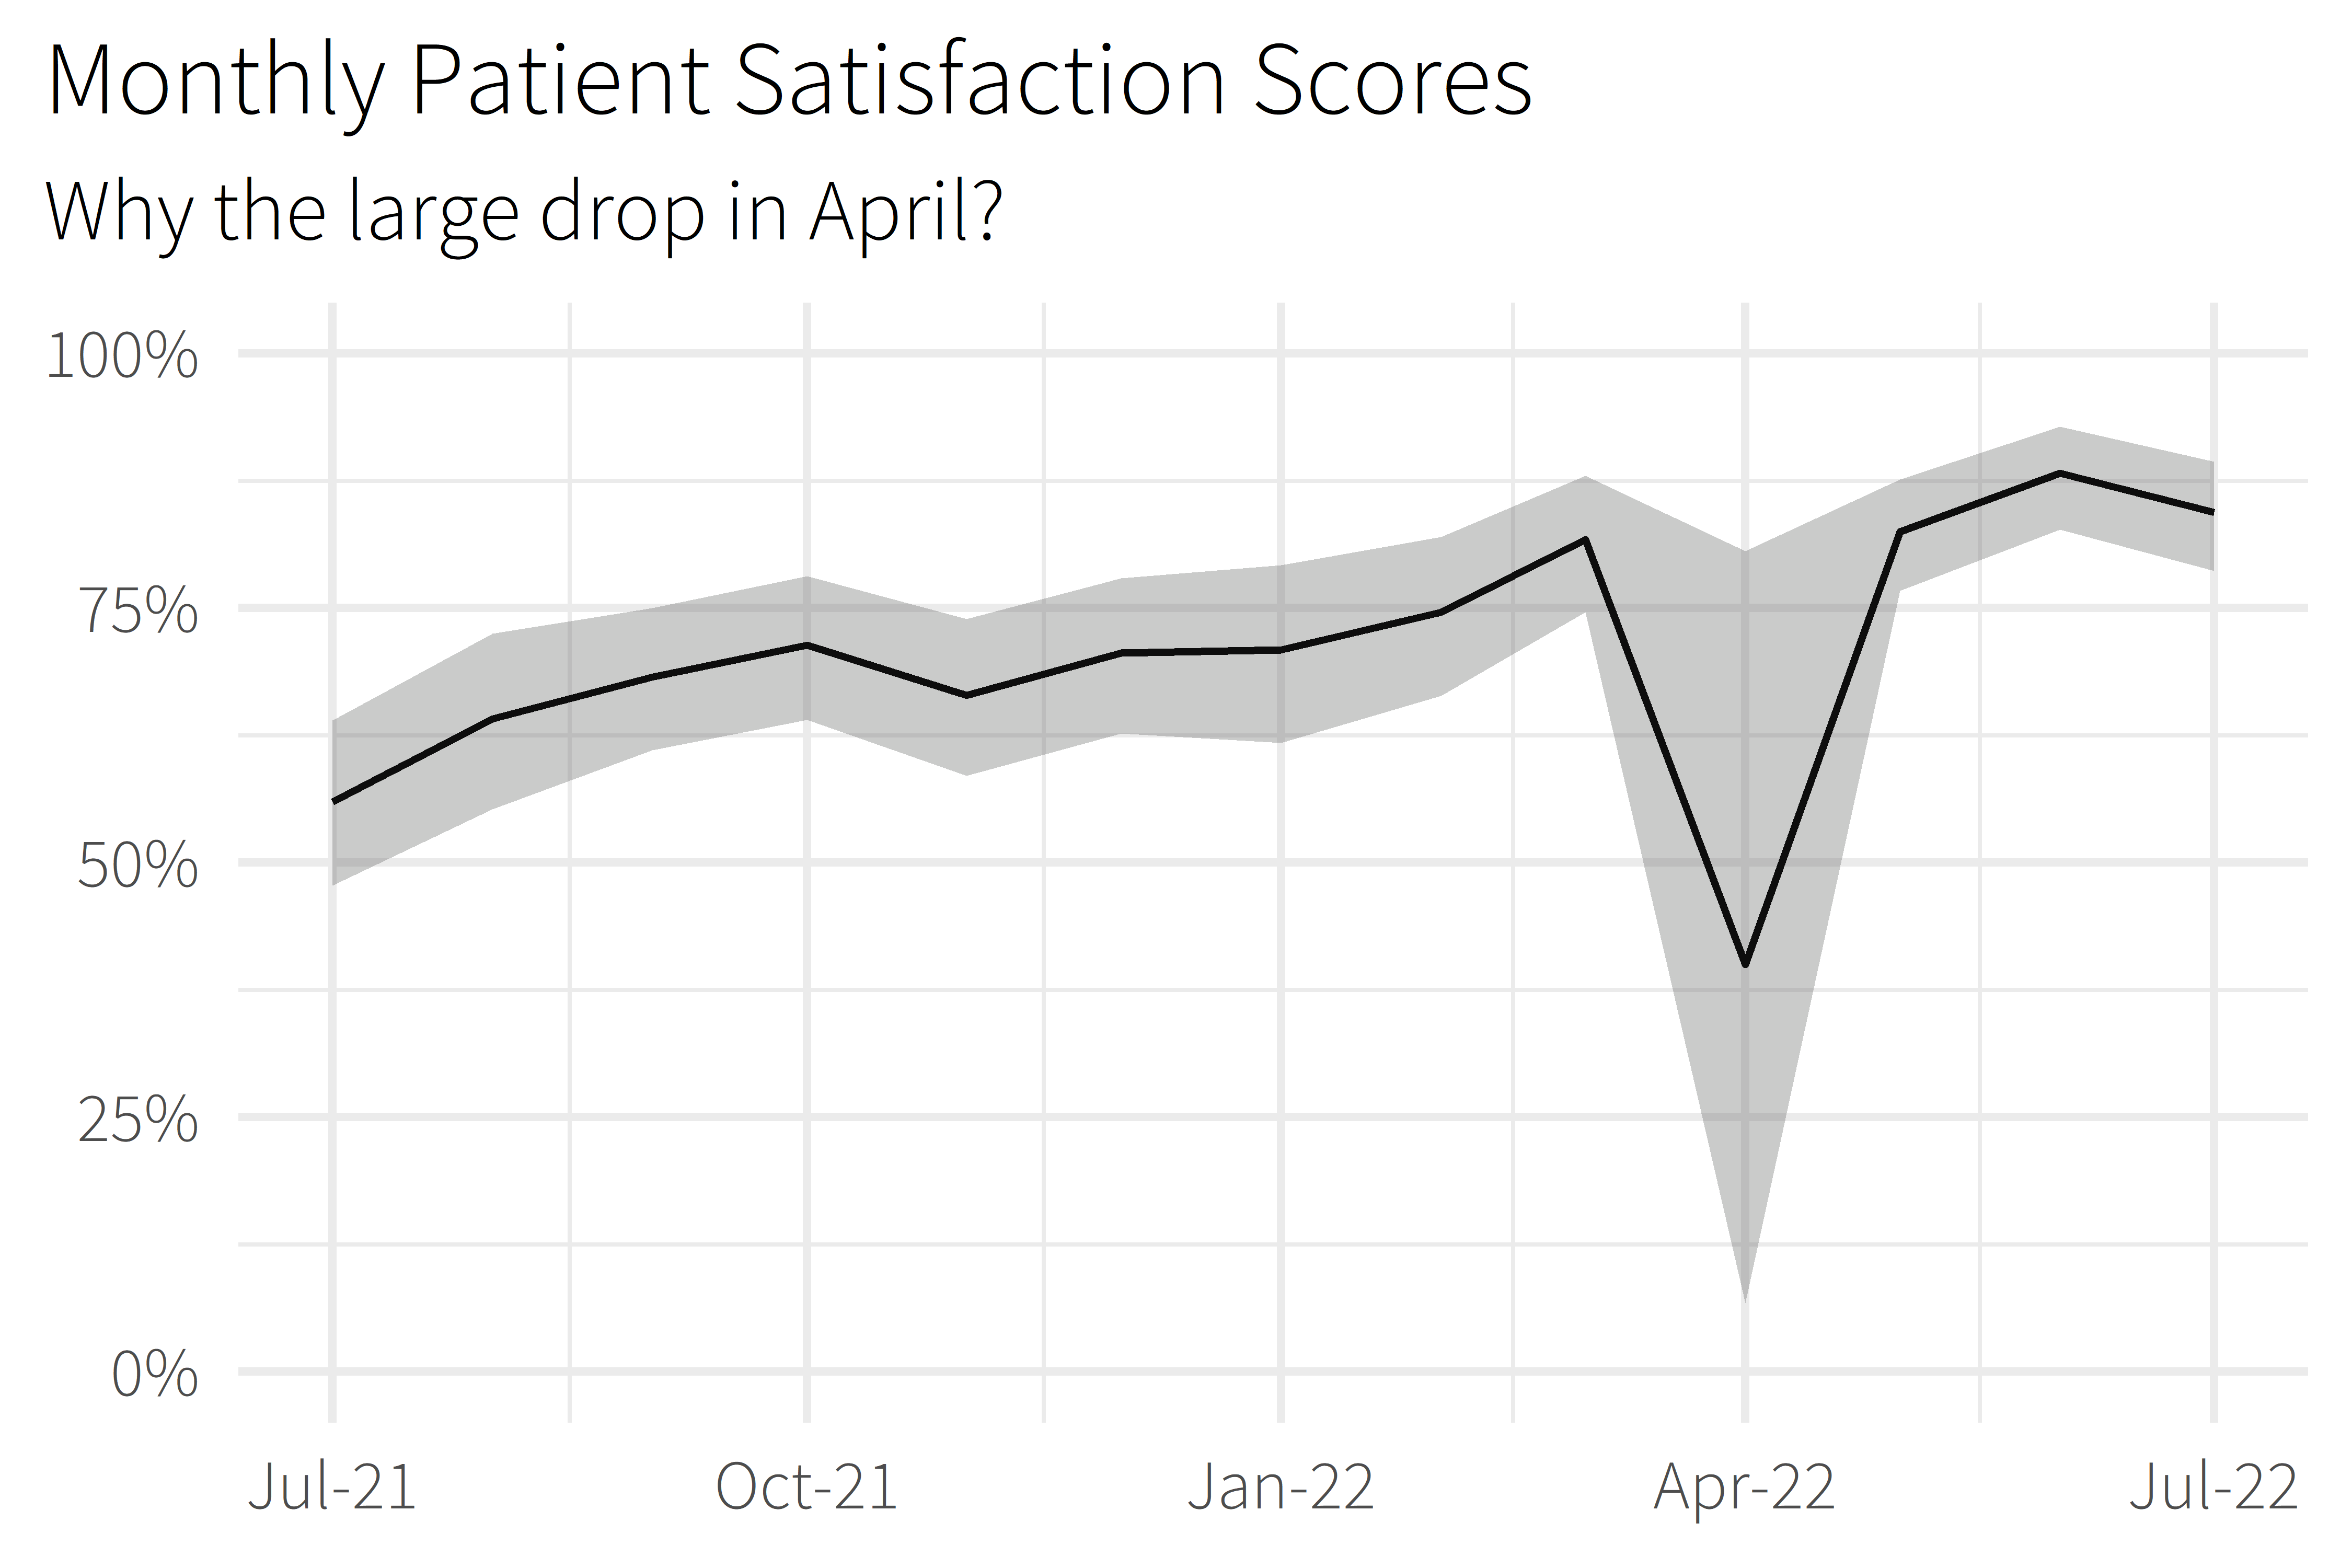 Monthly Patient Satisfaction Scores
Why the large drop in April?
100%
75%
50%
25%
0%
Jul-21 Oct-21 Jan-22 Apr-22 Jul-22